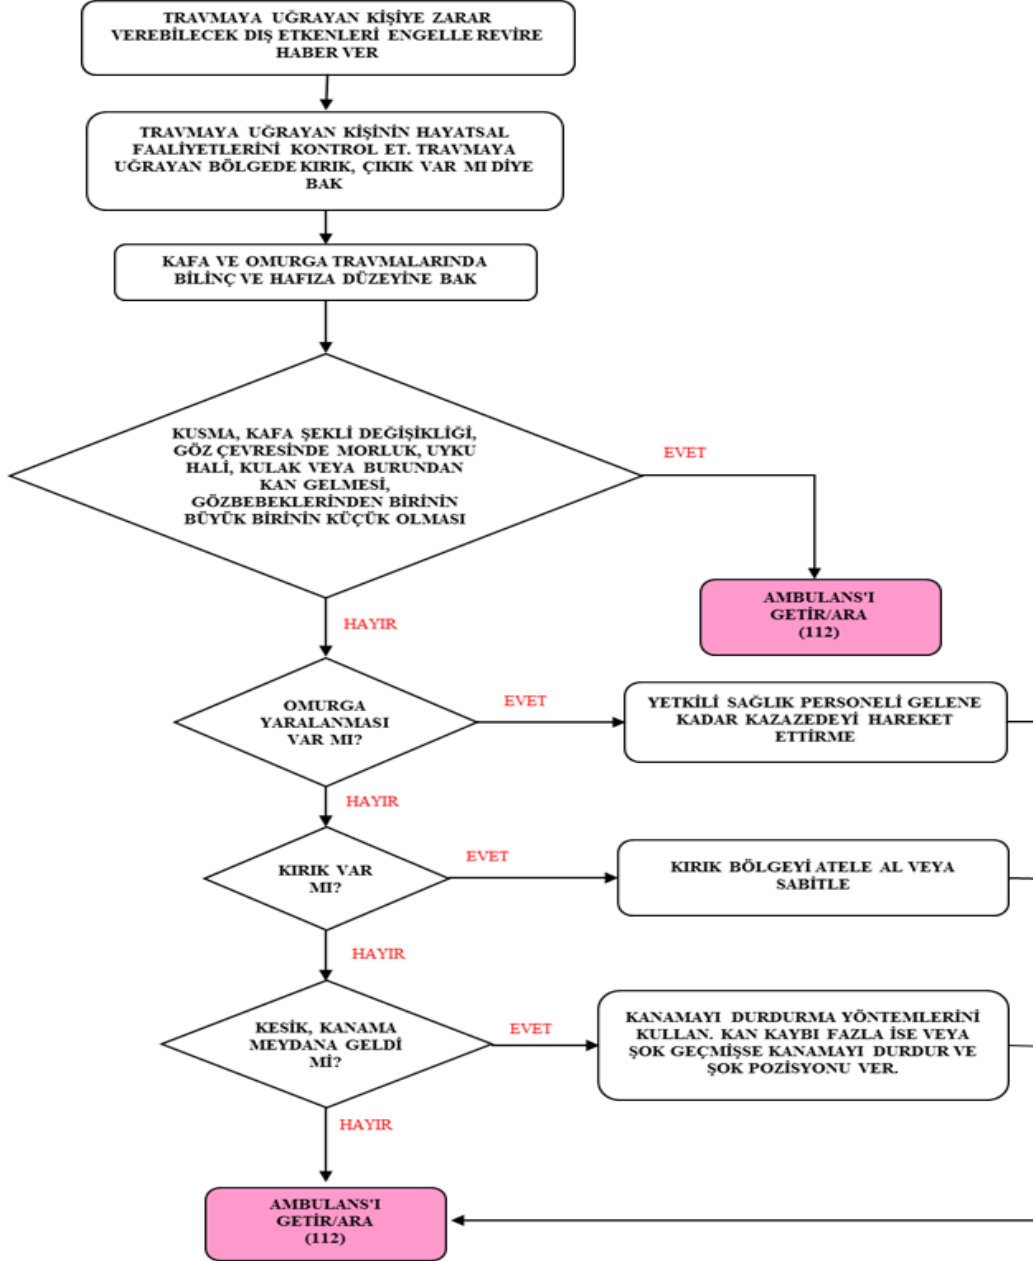 TRAVMAYA UĞRAYAN KİŞİYE ZARAR
VEREBİLECEK DIŞ ETKENLERİ ENGELLE REVİRE
HABER VER
TRAVMAYA UĞRAYAN KİŞİNİN HAYATSAL
FAALİYETLERİNİ KONTROL ET. TRAVMAYA
UĞRAYAN BÖLGEDE KIRIK, ÇIKIK VAR MI DİYE
BAK
KAFA VE OMURGA TRAVMALARINDA
BİLİNÇ VE HAFIZA DÜZEYİNE BAK
KUSMA, KAFA ŞEKLİ DEĞİŞİKLİĞİ,
GÖZ ÇEVRESİNDE MORLUK, UYKU
HALİ, KULAK VEYA BURUNDAN
KAN GELMESİ,
GÖZBEBEKLERİNDEN BİRİNİN
BÜYÜK BİRİNİN KÜÇÜK OLMASI
EVET
AMBULANS'I
GETİR/ARA
(112)
HAYIR
OMURGA
YARALANMASI
VAR MI?
EVET
YETKİLİ SAĞLIK PERSONELİ GELENE
KADAR KAZAZEDEYİ HAREKET
ETTİRME
HAYIR
KIRIK VAR
MI?
EVET
KIRIK BÖLGEYİ ATELE AL VEYA
SABİTLE
HAYIR
KESİK, KANAMA
MEYDANA GELDİ
Mİ?
EVET
KANAMAYI DURDURMA YÖNTEMLERİNİ
KULLAN. KAN KAYBI FAZLA İSE VEYA
ŞOK GEÇMİŞSE KANAMAYI DURDUR VE
ŞOK POZİSYONU VER.
HAYIR
AMBULANS'I
GETİR/ARA
(112)